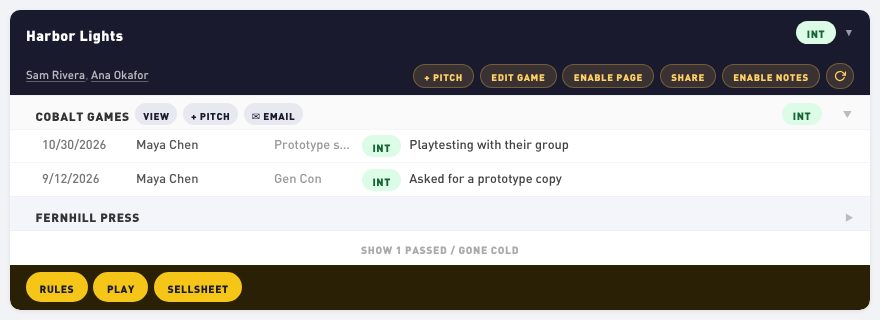 Harbor Lights INT
Sam Rivera, Ana Okafor + PITCH EDIT GAME ENABLE PAGE SHARE ENABLE NOTES
COBALT GAMES VIEW + PITCH ✉ EMAIL INT
10/30/2026 Maya Chen Prototype s... INT Playtesting with their group
9/12/2026 Maya Chen Gen Con INT Asked for a prototype copy
FERNHILL PRESS
SHOW 1 PASSED / GONE COLD
RULES PLAY SELLSHEET